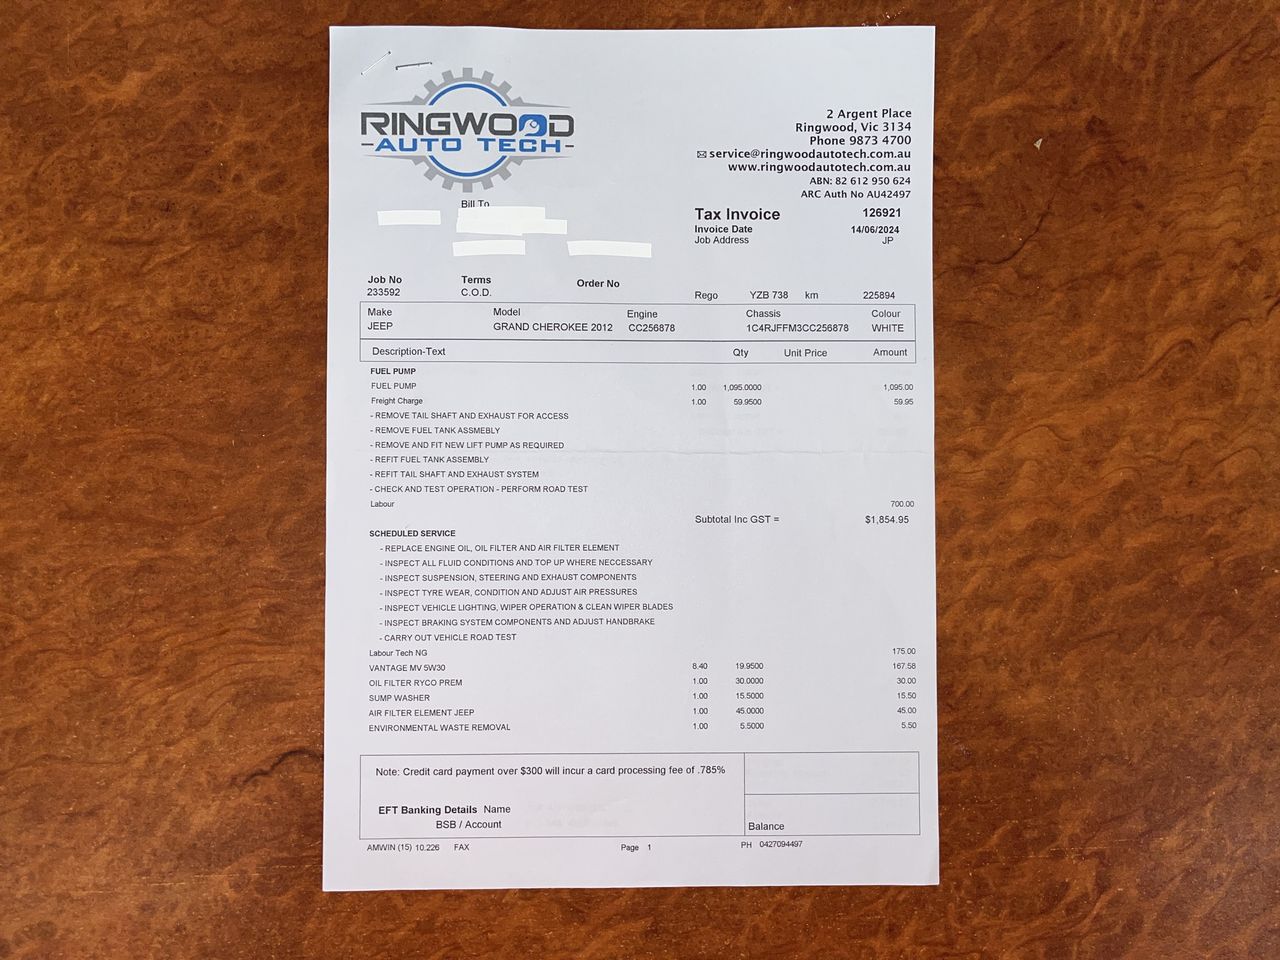 RINGWOOD
AUTO TECH
2 Argent Place
Ringwood, Vic 3134
Phone 9873 4700
service@ringwoodautotech.com.au
www.ringwoodautotech.com.au
ABN: 82 612 950 624
ARC Auth No AU42497
Bill To
Tax Invoice 126921
Invoice Date 14/06/2024
Job Address JP
Job No Terms Order No
233592 C.O.D.
Rego YZB 738 km 225894
Make Model Engine Chassis Colour
JEEP GRAND CHEROKEE 2012 CC256878 1C4RJFFM3CC256878 WHITE
Description-Text Qty Unit Price Amount
FUEL PUMP
FUEL PUMP 1.00 1,095.0000 1,095.00
Freight Charge 1.00 59.9500 59.95
- REMOVE TAIL SHAFT AND EXHAUST FOR ACCESS
- REMOVE FUEL TANK ASSMEBLY
- REMOVE AND FIT NEW LIFT PUMP AS REQUIRED
- REFIT FUEL TANK ASSEMBLY
- REFIT TAIL SHAFT AND EXHAUST SYSTEM
- CHECK AND TEST OPERATION - PERFORM ROAD TEST
Labour 700.00
Subtotal Inc GST = $1,854.95
SCHEDULED SERVICE
- REPLACE ENGINE OIL, OIL FILTER AND AIR FILTER ELEMENT
- INSPECT ALL FLUID CONDITIONS AND TOP UP WHERE NECCESSARY
- INSPECT SUSPENSION, STEERING AND EXHAUST COMPONENTS
- INSPECT TYRE WEAR, CONDITION AND ADJUST AIR PRESSURES
- INSPECT VEHICLE LIGHTING, WIPER OPERATION & CLEAN WIPER BLADES
- INSPECT BRAKING SYSTEM COMPONENTS AND ADJUST HANDBRAKE
- CARRY OUT VEHICLE ROAD TEST
Labour Tech NG 175.00
VANTAGE MV 5W30 8.40 19.9500 167.58
OIL FILTER RYCO PREM 1.00 30.0000 30.00
SUMP WASHER 1.00 15.5000 15.50
AIR FILTER ELEMENT JEEP 1.00 45.0000 45.00
ENVIRONMENTAL WASTE REMOVAL 1.00 5.5000 5.50
Note: Credit card payment over $300 will incur a card processing fee of .785%
EFT Banking Details Name
BSB / Account
Balance
AMWIN (15) 10.226 FAX Page 1 PH 0427094497